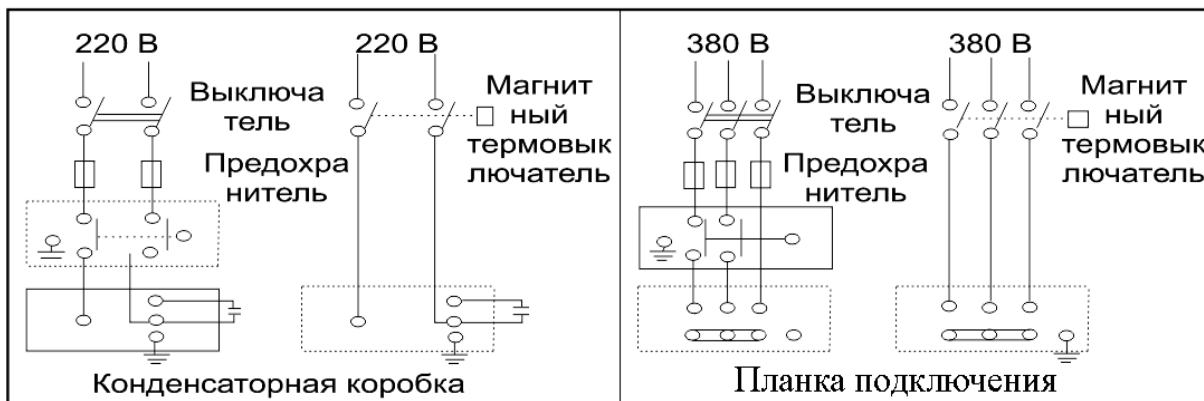 220 В
220 В
Выключа
тель
Предохра
нитель
Магнит
ный
термовык
лючатель
Конденсаторная коробка
380 В
380 В
Выключа
тель
Предохра
нитель
Магнит
ный
термовык
лючатель
Планка подключения